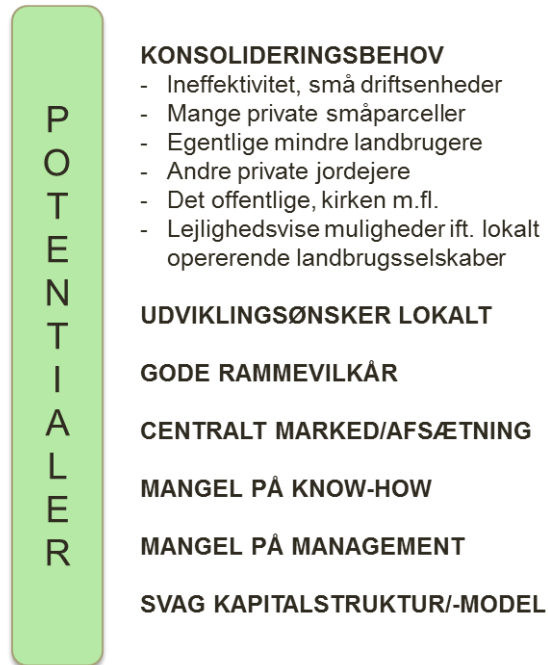 POTENTIALER
KONSOLIDERINGSBEHOV
- Ineffektivitet, små driftsenheder
- Mange private småparceller
- Egentlige mindre landbrugere
- Andre private jordejere
- Det offentlige, kirken m.fl.
- Lejlighedsvise muligheder ift. lokalt
opererende landbrugsselskaber
UDVIKLINGSØNSKER LOKALT
GODE RAMMEVILKÅR
CENTRALT MARKED/AFSÆTNING
MANGEL PÅ KNOW-HOW
MANGEL PÅ MANAGEMENT
SVAG KAPITALSTRUKTUR/-MODEL